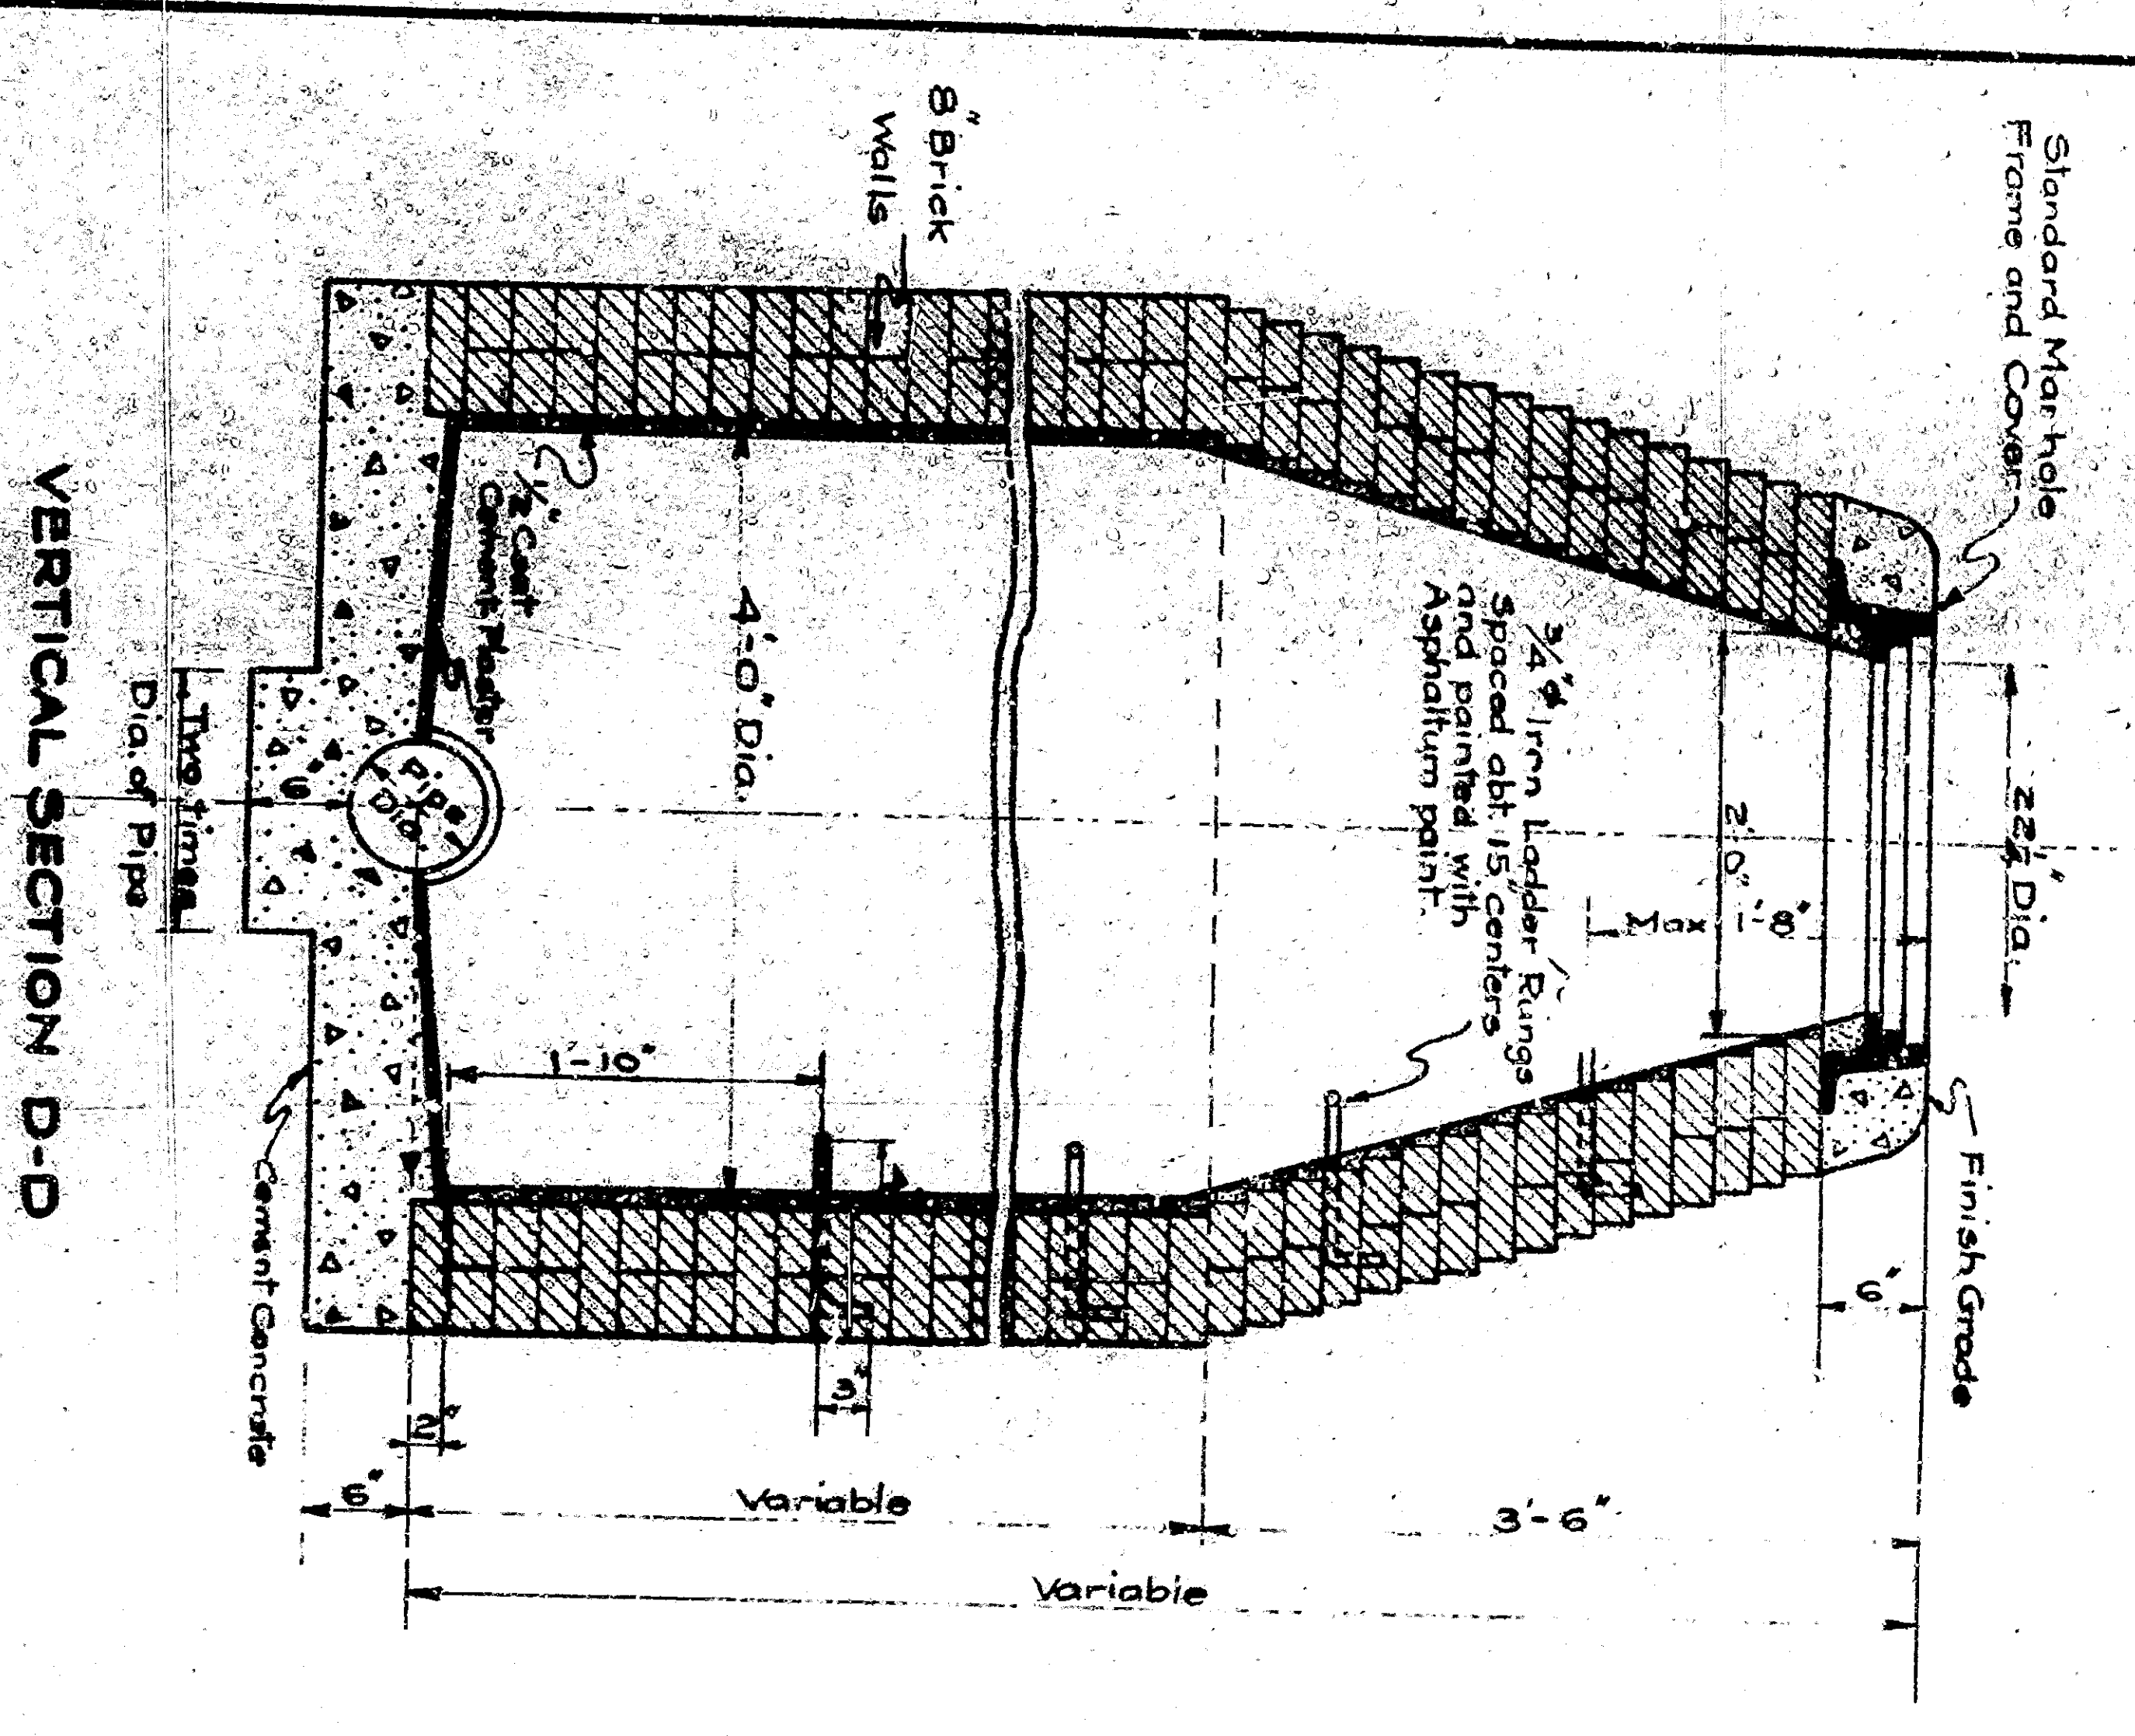 Standard Manhole
Frame and Cover
22¼" Dia.
Finish Grade
8" Brick
Walls
2'-0"
Max 1'-8"
6"
¾"ϕ Iron Ladder Rungs
Spaced abt. 15" centers
and painted with
Asphaltum paint.
3'-6"
4'-0" Dia.
½" Coat
Cement Plaster
1'-10"
3"
Variable
Variable
Pipe
Dia.
6"
2"
6"
Cement Concrete
Two times
Dia. of Pipe
VERTICAL SECTION D-D